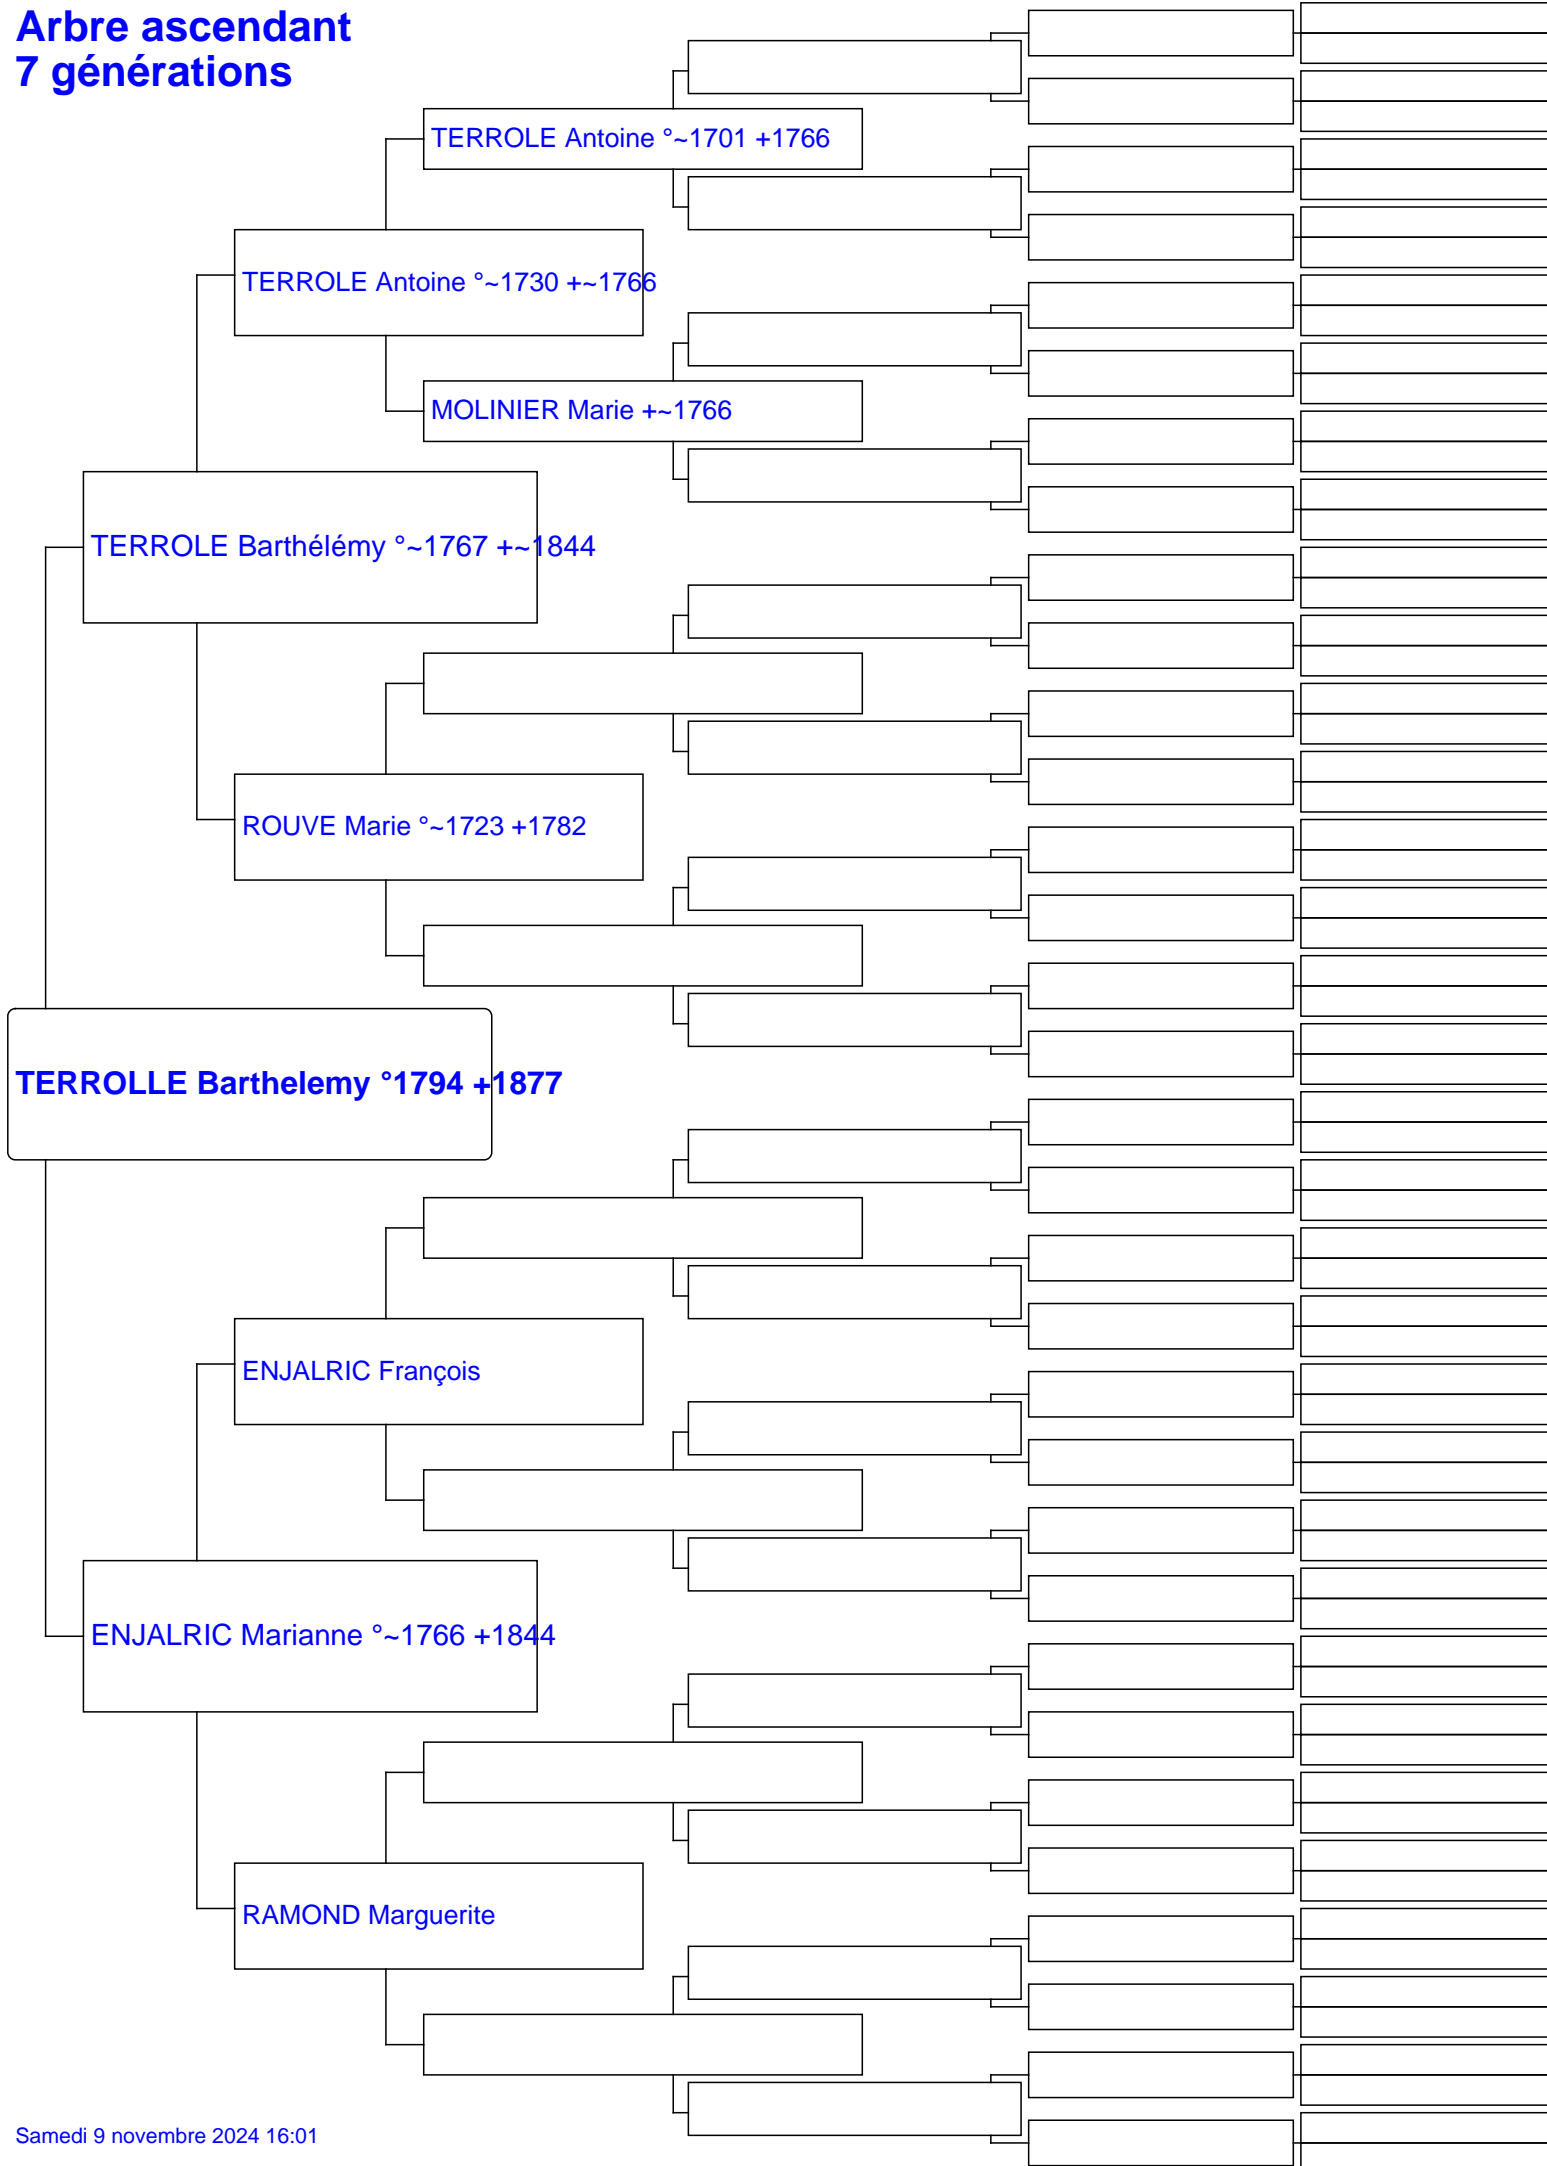 Arbre ascendant
7 générations
TERROLE Antoine °~1701 +1766
TERROLE Antoine °~1730 +~1766
MOLINIER Marie +~1766
TERROLE Barthélémy °~1767 +~1844
ROUVE Marie °~1723 +1782
TERROLLE Barthelemy °1794 +1877
ENJALRIC François
ENJALRIC Marianne °~1766 +1844
RAMOND Marguerite
Samedi 9 novembre 2024 16:01